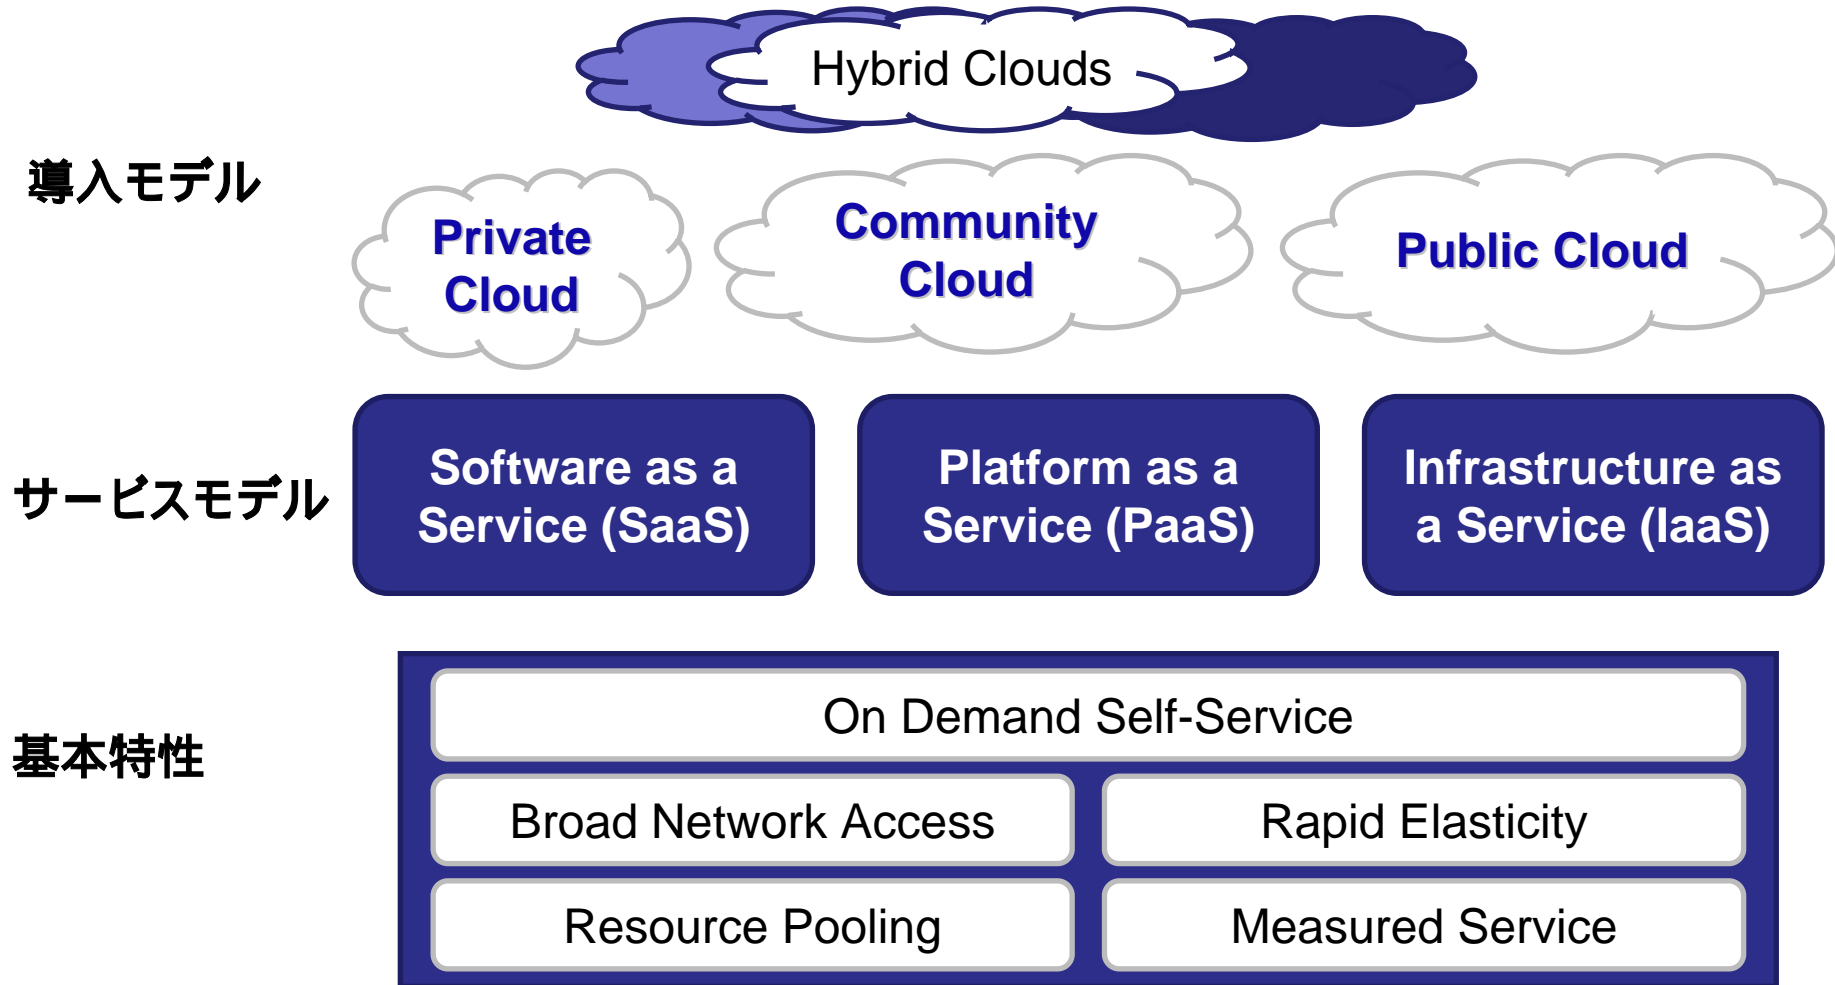 Hybrid Clouds
導入モデル
Private
Cloud
Community
Cloud
Public Cloud
サービスモデル
Software as a
Service (SaaS)
Platform as a
Service (PaaS)
Infrastructure as
a Service (IaaS)
基本特性
On Demand Self-Service
Broad Network Access
Rapid Elasticity
Resource Pooling
Measured Service